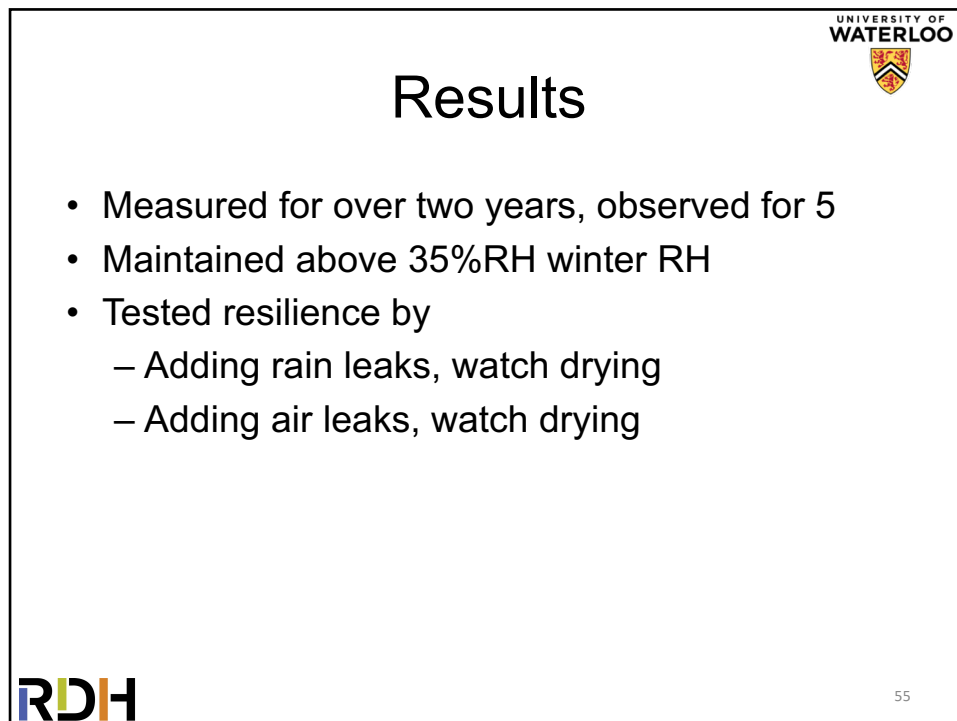 UNIVERSITY OF
WATERLOO
Results
• Measured for over two years, observed for 5
• Maintained above 35%RH winter RH
• Tested resilience by
– Adding rain leaks, watch drying
– Adding air leaks, watch drying
RDH
55